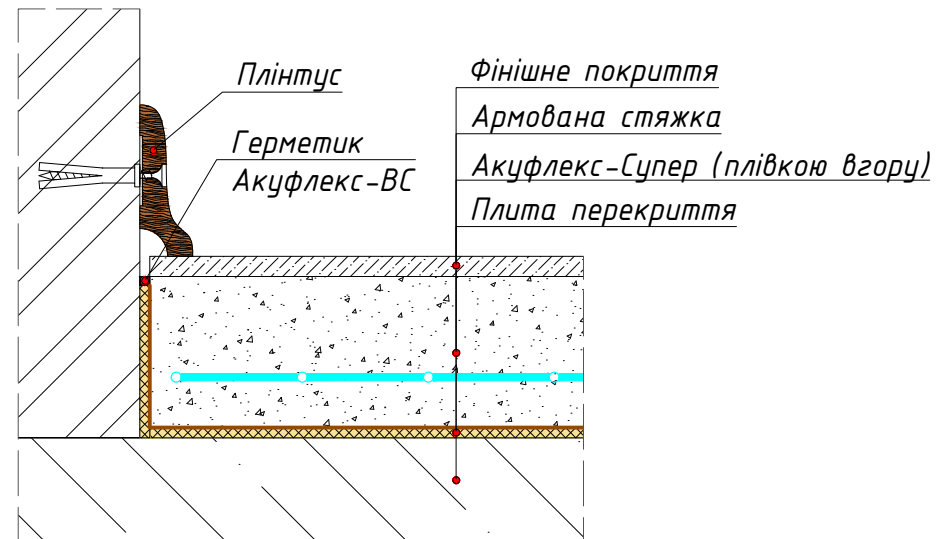 Плінтус
Герметик
Акуфлекс-ВС
Фінішне покриття
Армована стяжка
Акуфлекс-Супер (плівкою вгору)
Плита перекриття